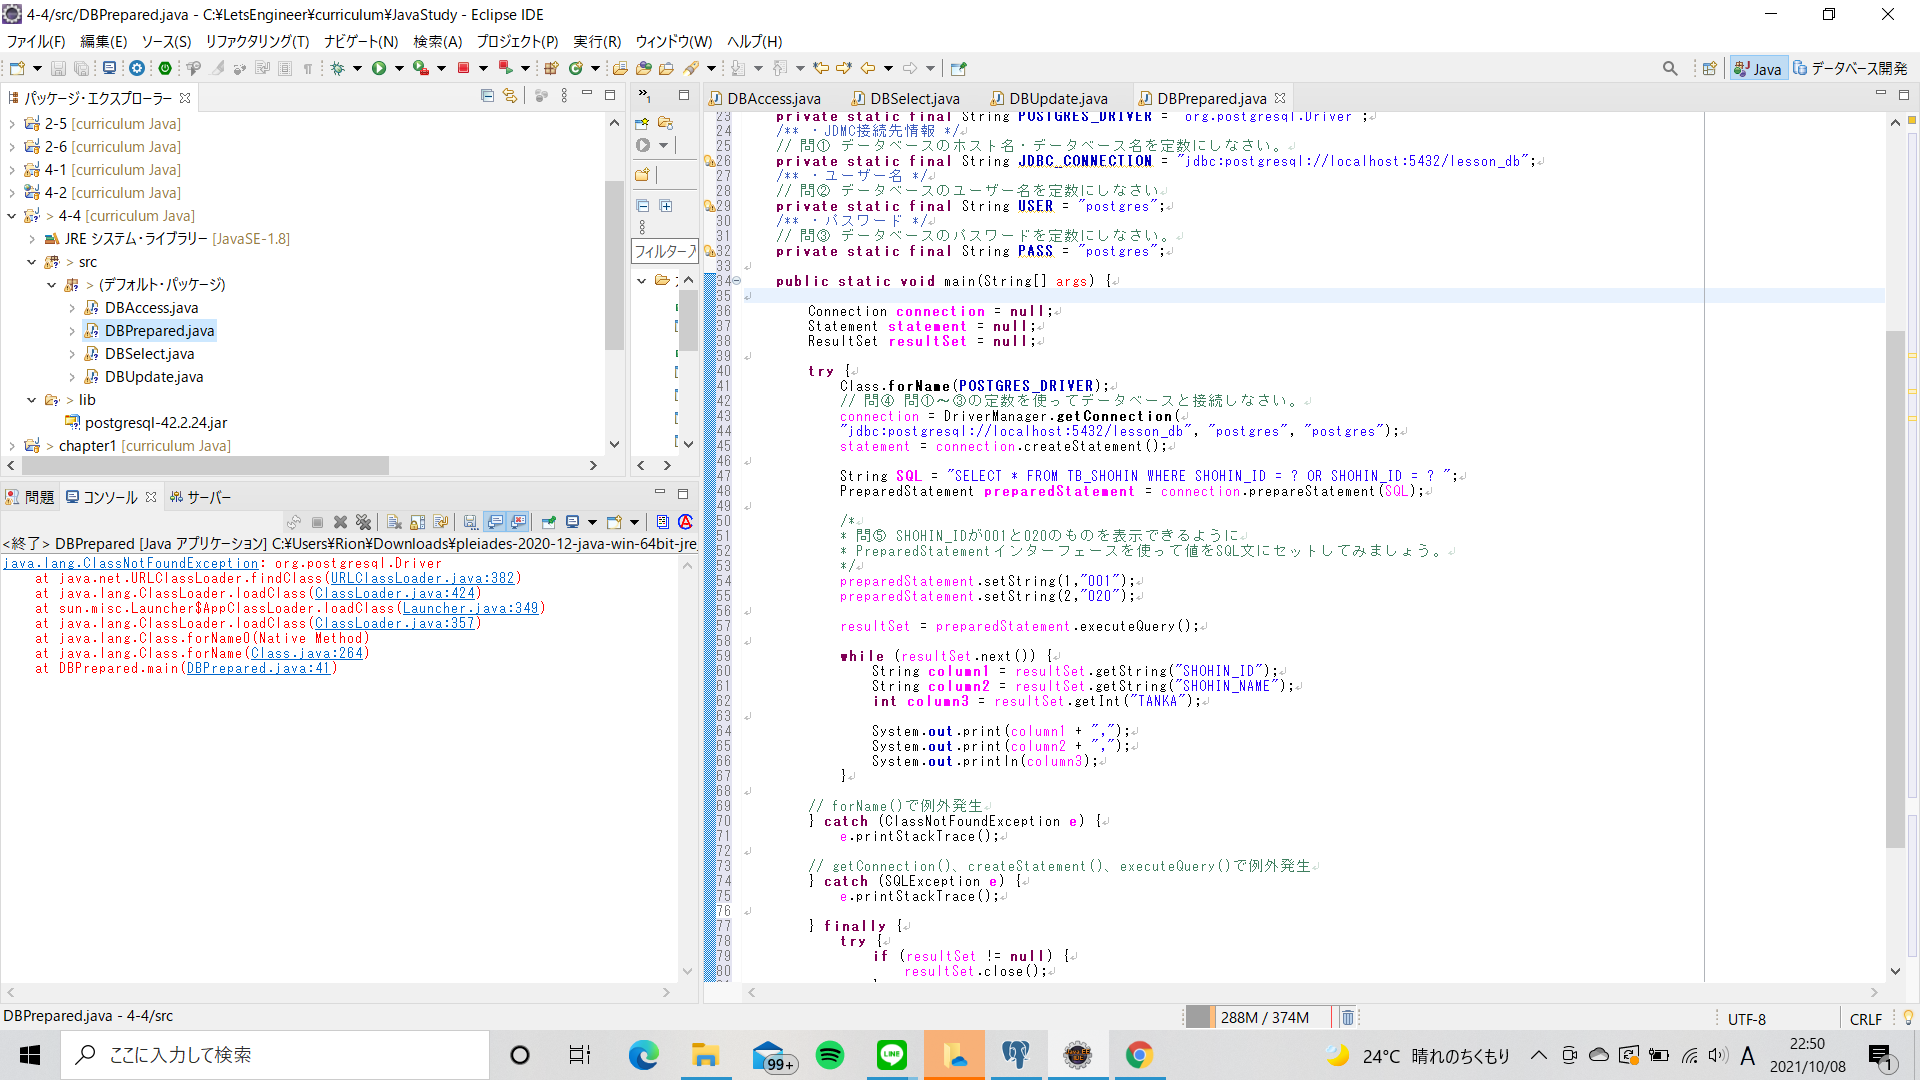 4-4/src/DBPrepared.java - C:¥LetsEngineer¥curriculum¥JavaStudy - Eclipse IDE
ファイル(F) 編集(E) ソース(S) リファクタリング(T) ナビゲート(N) 検索(A) プロジェクト(P) 実行(R) ウィンドウ(W) ヘルプ(H)
Java データベース開発
パッケージ・エクスプローラー
2-5 [curriculum Java]
2-6 [curriculum Java]
4-1 [curriculum Java]
4-2 [curriculum Java]
> 4-4 [curriculum Java]
JRE システム・ライブラリー [JavaSE-1.8]
> src
> (デフォルト・パッケージ)
DBAccess.java
DBPrepared.java
DBSelect.java
DBUpdate.java
> lib
postgresql-42.2.24.jar
> chapter1 [curriculum Java]
フィルター入
DBAccess.java DBSelect.java DBUpdate.java DBPrepared.java
23 private static final String POSTGRES_DRIVER = "org.postgresql.Driver";
24 /** ・JDMC接続先情報 */
25 // 問① データベースのホスト名・データベース名を定数にしなさい。
26 private static final String JDBC_CONNECTION = "jdbc:postgresql://localhost:5432/lesson_db";
27 /** ・ユーザー名 */
28 // 問② データベースのユーザー名を定数にしなさい
29 private static final String USER = "postgres";
30 /** ・パスワード */
31 // 問③ データベースのパスワードを定数にしなさい。
32 private static final String PASS = "postgres";
33
34 public static void main(String[] args) {
35
36 Connection connection = null;
37 Statement statement = null;
38 ResultSet resultSet = null;
39
40 try {
41 Class.forName(POSTGRES_DRIVER);
42 // 問④ 問①～③の定数を使ってデータベースと接続しなさい。
43 connection = DriverManager.getConnection(
44 "jdbc:postgresql://localhost:5432/lesson_db", "postgres", "postgres");
45 statement = connection.createStatement();
46
47 String SQL = "SELECT * FROM TB_SHOHIN WHERE SHOHIN_ID = ? OR SHOHIN_ID = ? ";
48 PreparedStatement preparedStatement = connection.prepareStatement(SQL);
49
50 /*
51 * 問⑤ SHOHIN_IDが001と020のものを表示できるように
52 * PreparedStatementインターフェースを使って値をSQL文にセットしてみましょう。
53 */
54 preparedStatement.setString(1,"001");
55 preparedStatement.setString(2,"020");
56
57 resultSet = preparedStatement.executeQuery();
58
59 while (resultSet.next()) {
60 String column1 = resultSet.getString("SHOHIN_ID");
61 String column2 = resultSet.getString("SHOHIN_NAME");
62 int column3 = resultSet.getInt("TANKA");
63
64 System.out.print(column1 + ",");
65 System.out.print(column2 + ",");
66 System.out.println(column3);
67 }
68
69 // forName()で例外発生
70 } catch (ClassNotFoundException e) {
71 e.printStackTrace();
72
73 // getConnection()、createStatement()、executeQuery()で例外発生
74 } catch (SQLException e) {
75 e.printStackTrace();
76
77 } finally {
78 try {
79 if (resultSet != null) {
80 resultSet.close();
問題 コンソール サーバー
<終了> DBPrepared [Java アプリケーション] C:¥Users¥Rion¥Downloads¥pleiades-2020-12-java-win-64bit-jre_
java.lang.ClassNotFoundException: org.postgresql.Driver
at java.net.URLClassLoader.findClass(URLClassLoader.java:382)
at java.lang.ClassLoader.loadClass(ClassLoader.java:424)
at sun.misc.Launcher$AppClassLoader.loadClass(Launcher.java:349)
at java.lang.ClassLoader.loadClass(ClassLoader.java:357)
at java.lang.Class.forName0(Native Method)
at java.lang.Class.forName(Class.java:264)
at DBPrepared.main(DBPrepared.java:41)
DBPrepared.java - 4-4/src
288M / 374M
UTF-8
CRLF
ここに入力して検索
99+
LINE
24°C 晴れのちくもり
A
22:50
2021/10/08
1